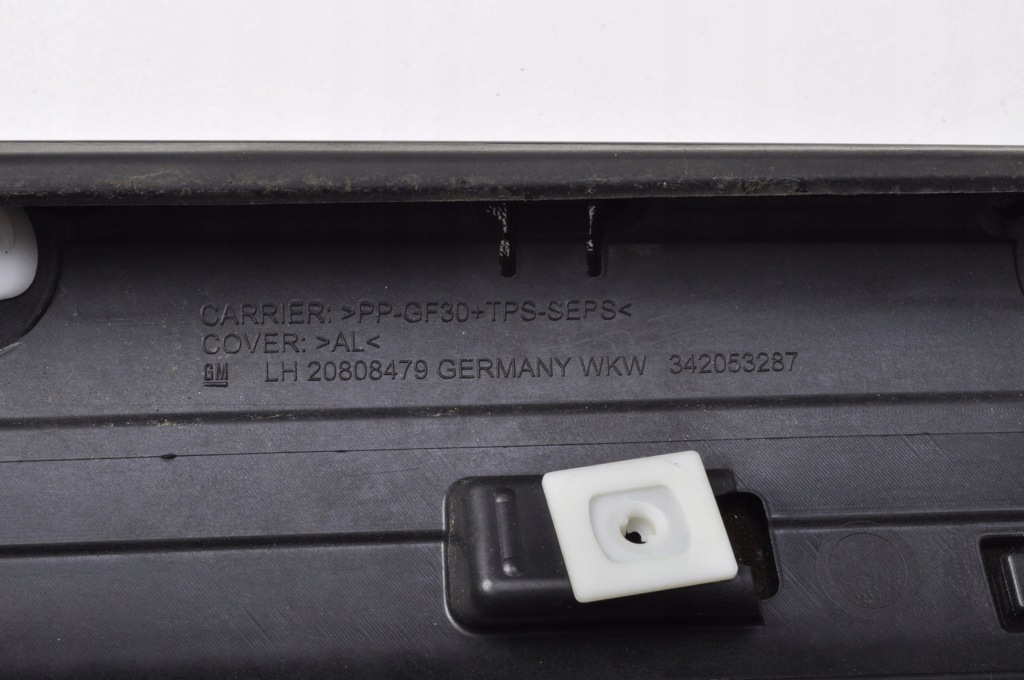 CARRIER: >PP-GF30+TPS-SEPS<
COVER: >AL<
GM LH 20808479 GERMANY WKW 342053287